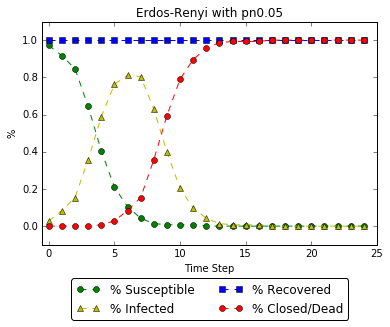 Erdos-Renyi with pn0.05
1.0
0.8
0.6
0.4
0.2
0.0
%
0 5 10 15 20 25
Time Step
% Susceptible % Recovered
% Infected % Closed/Dead